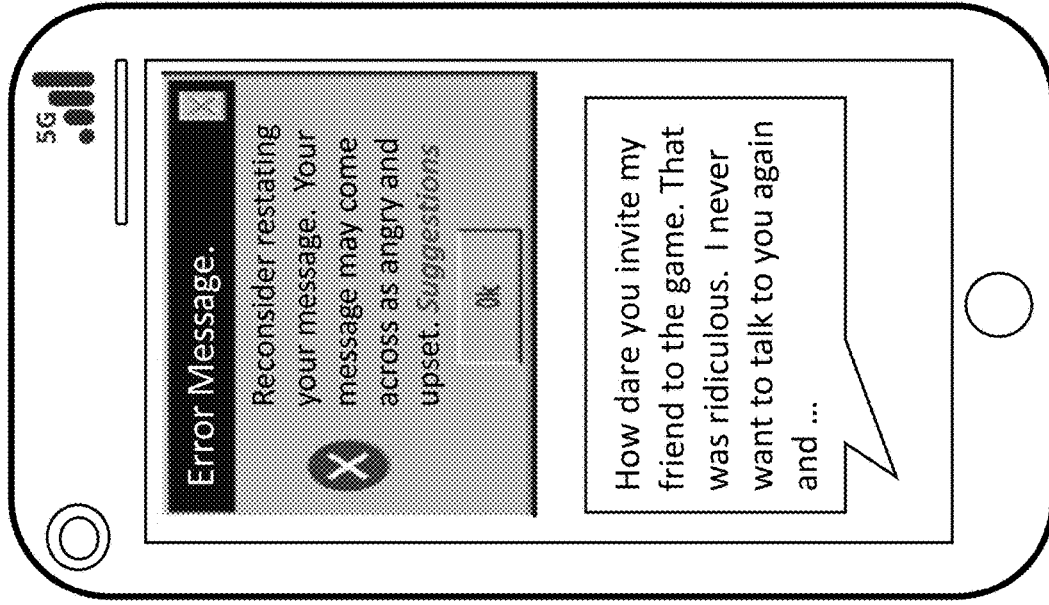 5G
Error Message.
X
X
Reconsider restating
your message. Your
message may come
across as angry and
upset. Suggestions
Ok
How dare you invite my
friend to the game. That
was ridiculous. I never
want to talk to you again
and ...